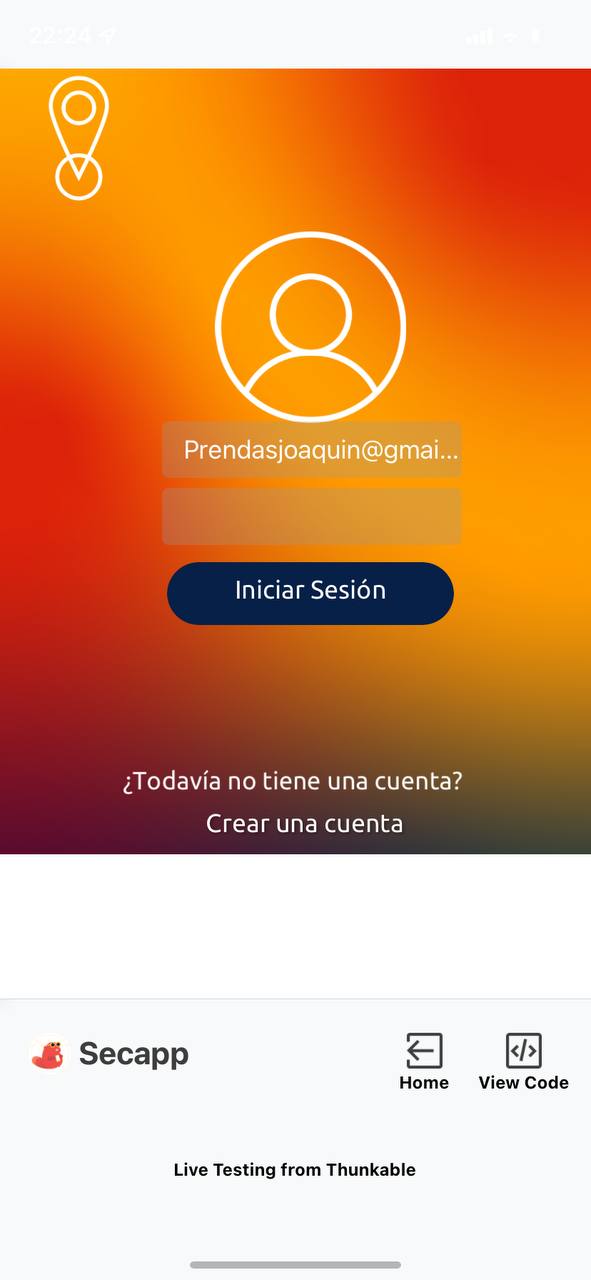 22:24
Prendasjoaquin@gmai...
Iniciar Sesión
¿Todavía no tiene una cuenta?
Crear una cuenta
Secapp
Home
View Code
Live Testing from Thunkable